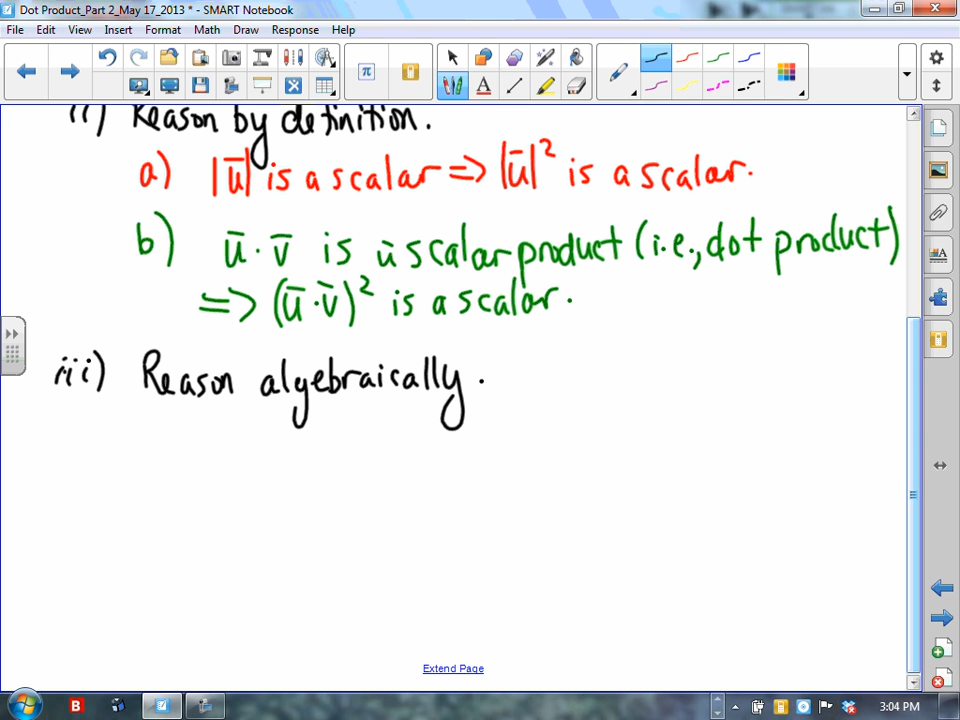 Dot Product_Part 2_May 17_2013 * - SMART Notebook
File Edit View Insert Format Math Draw Response Help
ii) Reason by definition.
a) |ū| is a scalar => |ū|² is a scalar.
b) ū · v̄ is a scalar product (i.e., dot product)
=> (ū · v̄)² is a scalar.
iii) Reason algebraically.
Extend Page
3:04 PM